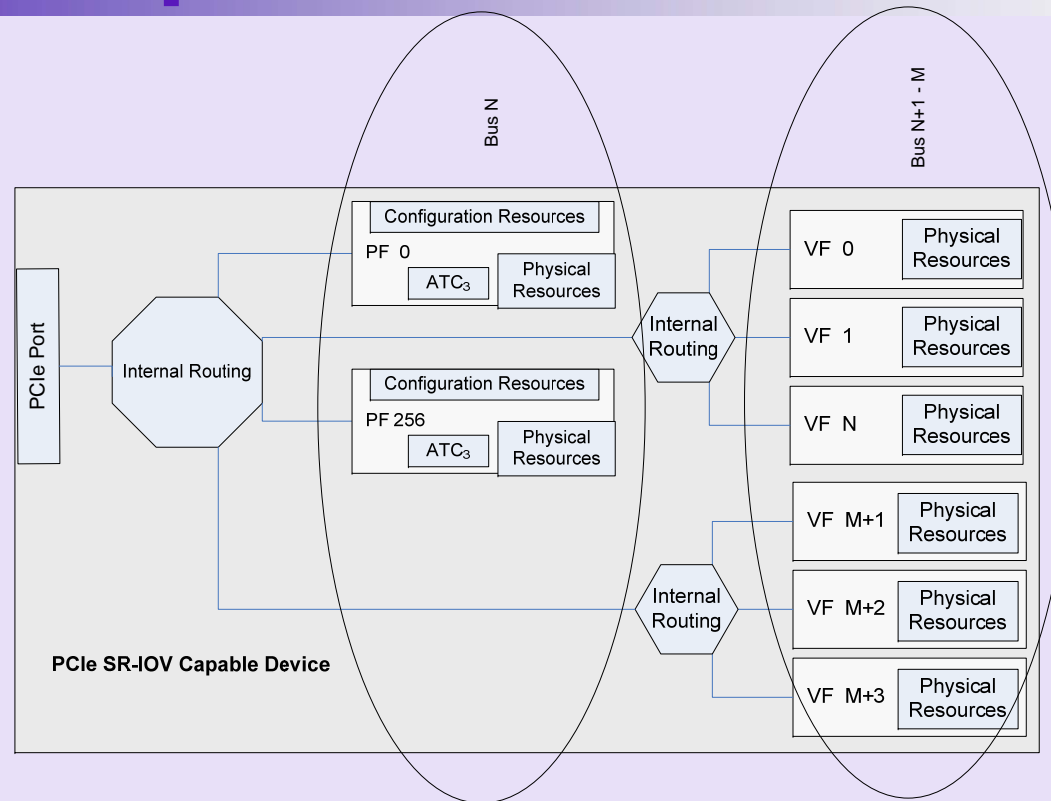 Bus N
Bus N+1 - M
PCIe Port
Internal Routing
Configuration Resources
PF 0
ATC3
Physical
Resources
Configuration Resources
PF 256
ATC3
Physical
Resources
Internal
Routing
VF 0
Physical
Resources
VF 1
Physical
Resources
VF N
Physical
Resources
Internal
Routing
VF M+1
Physical
Resources
VF M+2
Physical
Resources
VF M+3
Physical
Resources
PCIe SR-IOV Capable Device